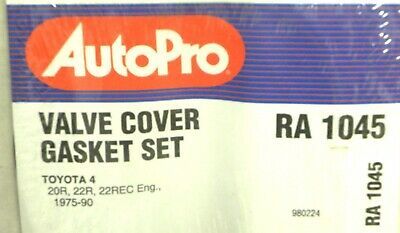 AutoPro
VALVE COVER
GASKET SET
RA 1045
TOYOTA 4
20R, 22R, 22REC Eng.,
1975-90
980224
RA 1045